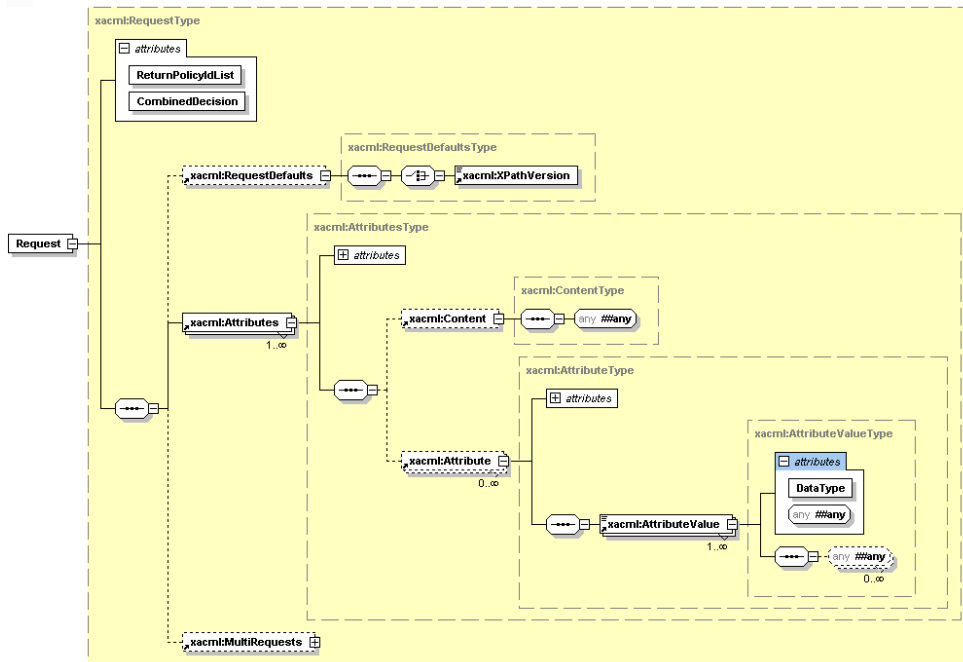 xacml:RequestType
attributes
ReturnPolicyIdList
CombinedDecision
xacml:RequestDefaultsType
xacml:RequestDefaults
xacml:XPathVersion
xacml:AttributesType
Request
attributes
xacml:ContentType
xacml:Attributes
xacml:Content
any ##any
1..∞
xacml:AttributeType
attributes
xacml:AttributeValueType
xacml:Attribute
attributes
0..∞
DataType
any ##any
xacml:AttributeValue
1..∞
any ##any
0..∞
xacml:MultiRequests